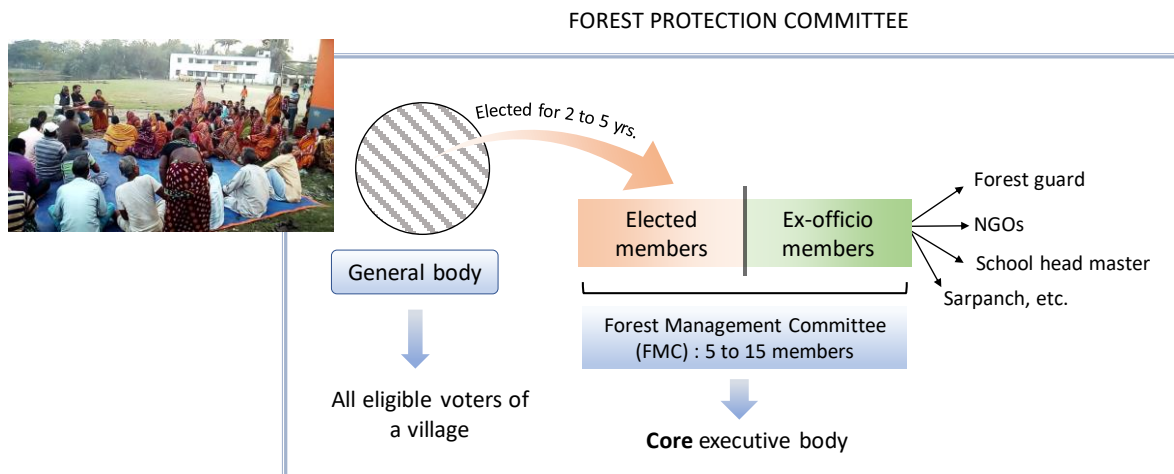 FOREST PROTECTION COMMITTEE
Elected for 2 to 5 yrs.
General body
All eligible voters of
a village
Elected
members
Ex-officio
members
Forest guard
NGOs
School head master
Sarpanch, etc.
Forest Management Committee
(FMC) : 5 to 15 members
Core executive body